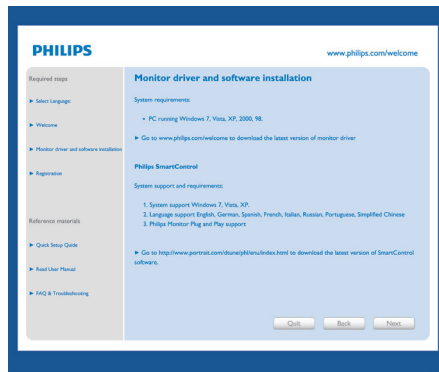 PHILIPS
www.philips.com/welcome
Required steps
Select Language
Welcome
Monitor driver and software installation
Registration
Reference materials
Quick Setup Quide
Read User Manual
FAQ & Troubleshooting
Monitor driver and software installation
System requirements:
• PC running Windows 7, Vista, XP, 2000, 98.
Go to www.philips.com/welcome to download the latest version of monitor driver
Philips SmartControl
System support and requirements:
1. System support Windows 7, Vista, XP.
2. Language support English, German, Spanish, French, Italian, Russian, Portuguese, Simplified Chinese
3. Philips Monitor Plug and Play support
Go to http://www.portrait.com/dtune/phi/enu/index.html to download the latest version of SmartControl
software.
Quit
Back
Next